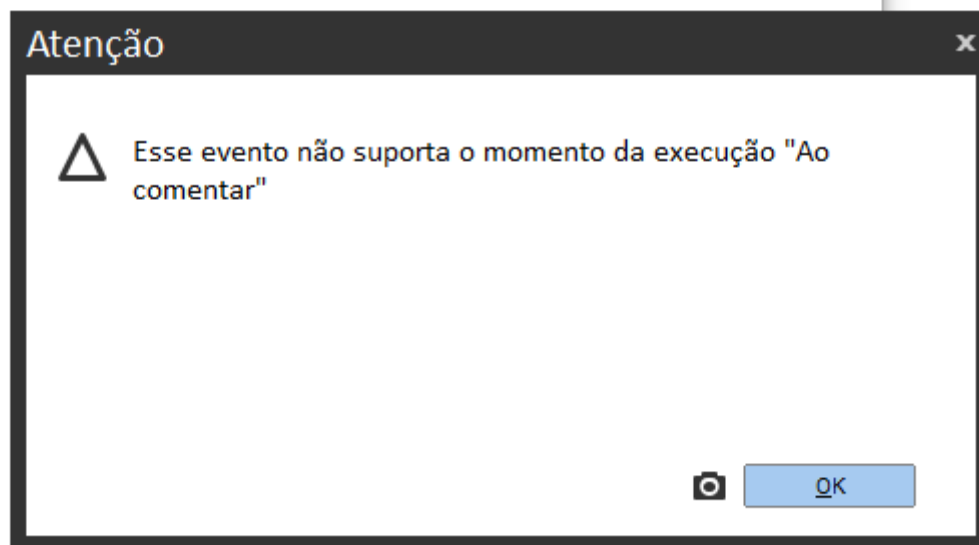 Atenção
x
Esse evento não suporta o momento da execução "Ao
comentar"
OK